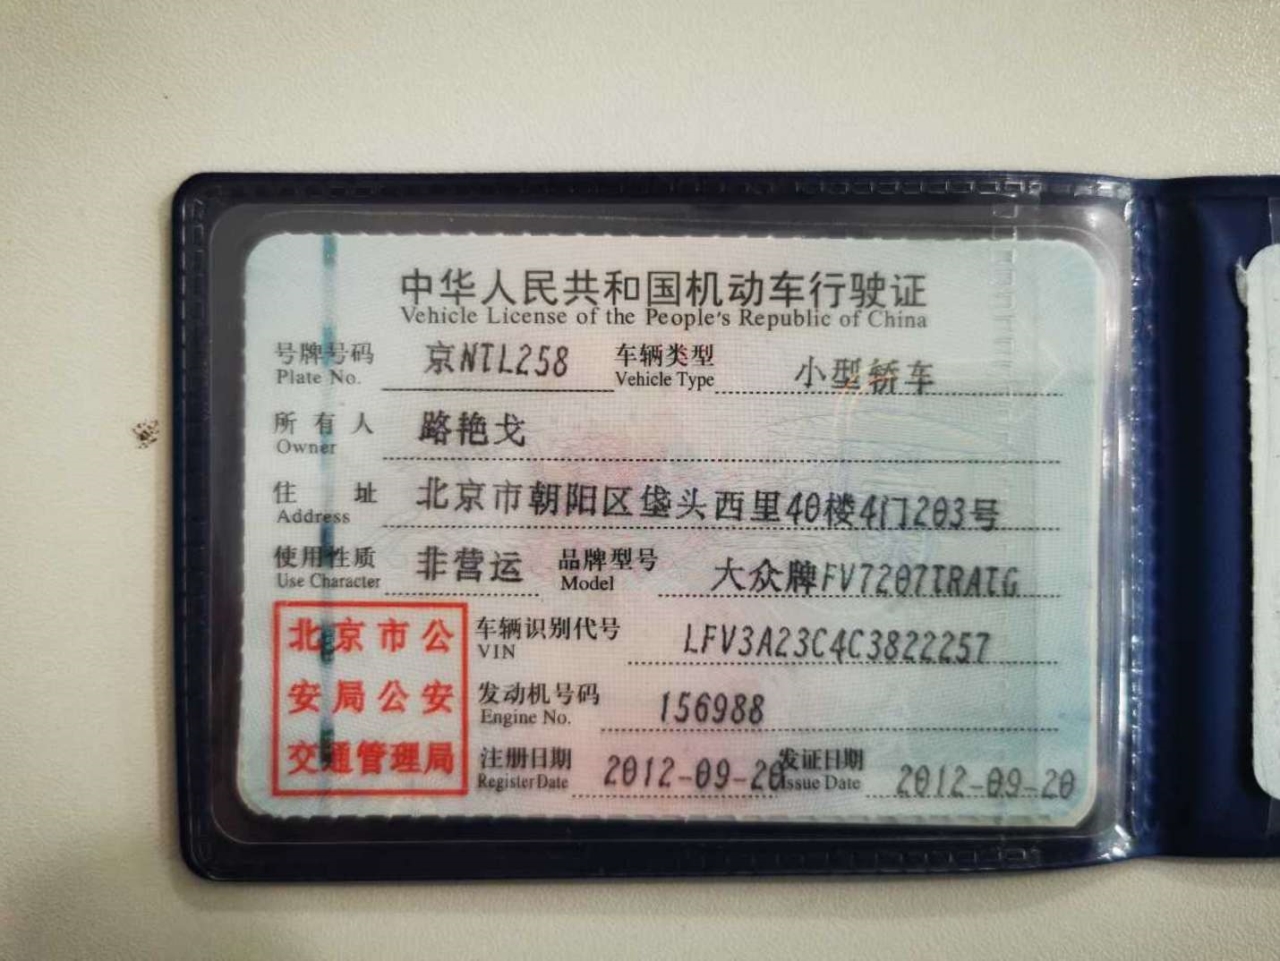 中华人民共和国机动车行驶证
Vehicle License of the People's Republic of China
号牌号码 京NTL258 车辆类型 小型轿车
Plate No. Vehicle Type
所有人 路艳戈
Owner
住址 北京市朝阳区垡头西里40楼4门203号
Address
使用性质 非营运 品牌型号 大众牌FV7207TRATG
Use Character Model
北京市公
安局公安
交通管理局
车辆识别代号 LFV3A23C4C3822257
VIN
发动机号码 156988
Engine No.
注册日期 2012-09-20 发证日期 2012-09-20
Register Date Issue Date